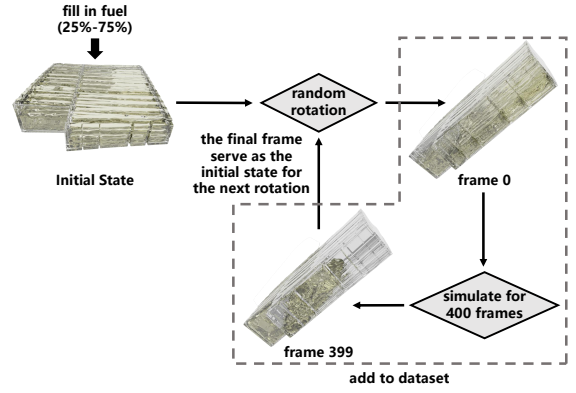 fill in fuel
(25%-75%)
Initial State
random
rotation
the final frame
serve as the
initial state for
the next rotation
frame 0
simulate for
400 frames
frame 399
add to dataset